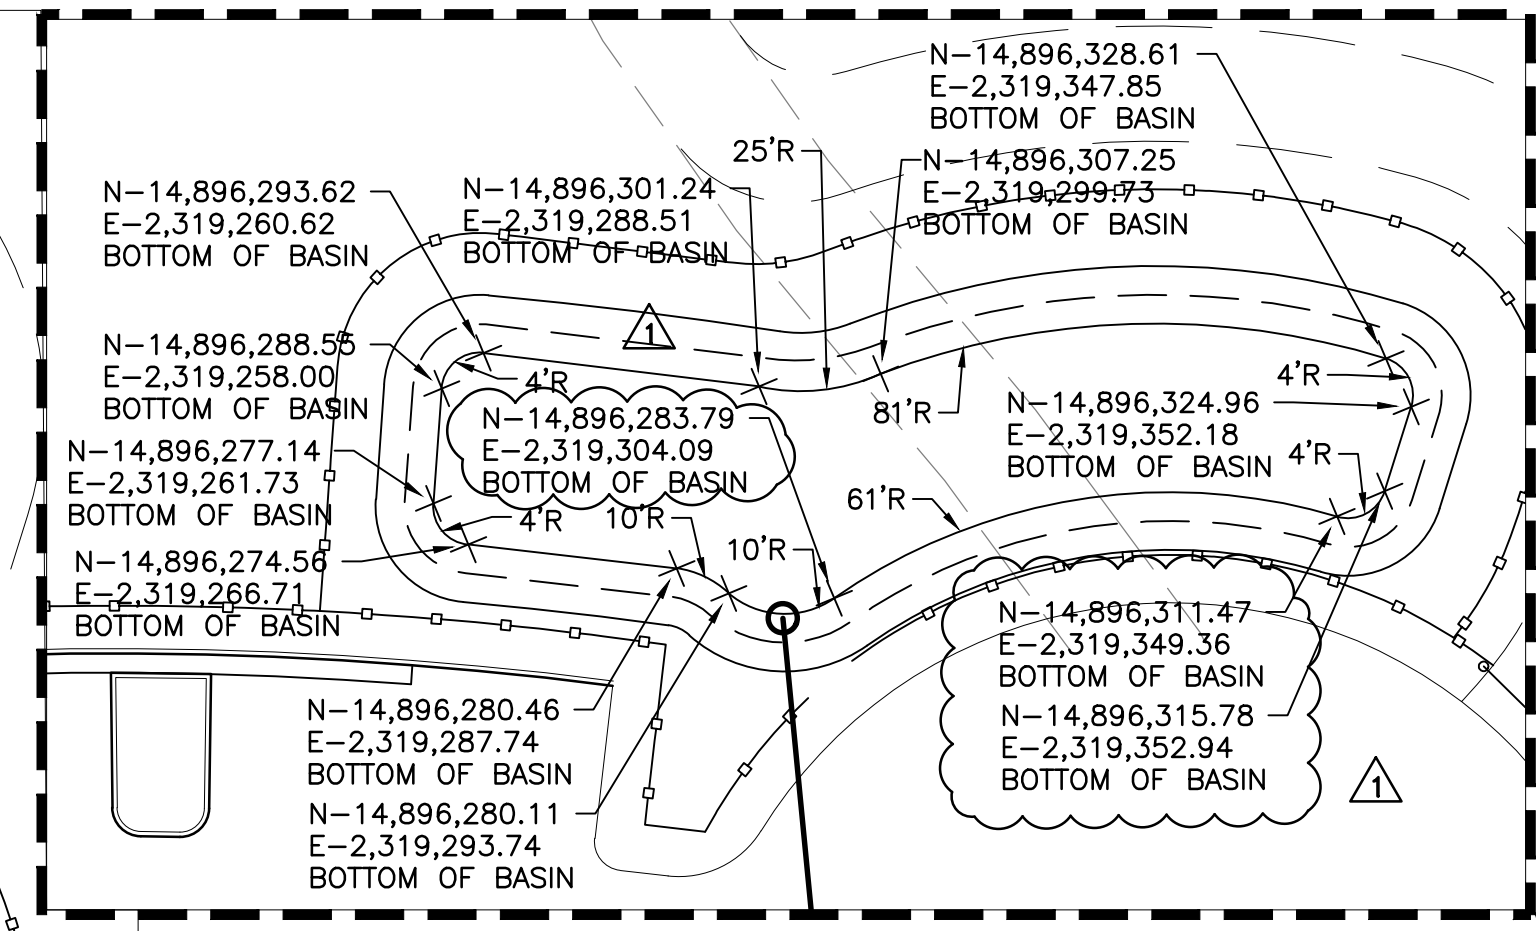 N-14,896,328.61
E-2,319,347.85
BOTTOM OF BASIN
25'R
N-14,896,307.25
E-2,319,299.73
BOTTOM OF BASIN
N-14,896,293.62
E-2,319,260.62
BOTTOM OF BASIN
N-14,896,301.24
E-2,319,288.51
BOTTOM OF BASIN
1
N-14,896,288.55
E-2,319,258.00
BOTTOM OF BASIN
4'R
N-14,896,283.79
E-2,319,304.09
BOTTOM OF BASIN
81'R
4'R
N-14,896,324.96
E-2,319,352.18
BOTTOM OF BASIN
4'R
N-14,896,277.14
E-2,319,261.73
BOTTOM OF BASIN
4'R
10'R
10'R
61'R
N-14,896,274.56
E-2,319,266.71
BOTTOM OF BASIN
N-14,896,311.47
E-2,319,349.36
BOTTOM OF BASIN
N-14,896,315.78
E-2,319,352.94
BOTTOM OF BASIN
1
N-14,896,280.46
E-2,319,287.74
BOTTOM OF BASIN
N-14,896,280.11
E-2,319,293.74
BOTTOM OF BASIN